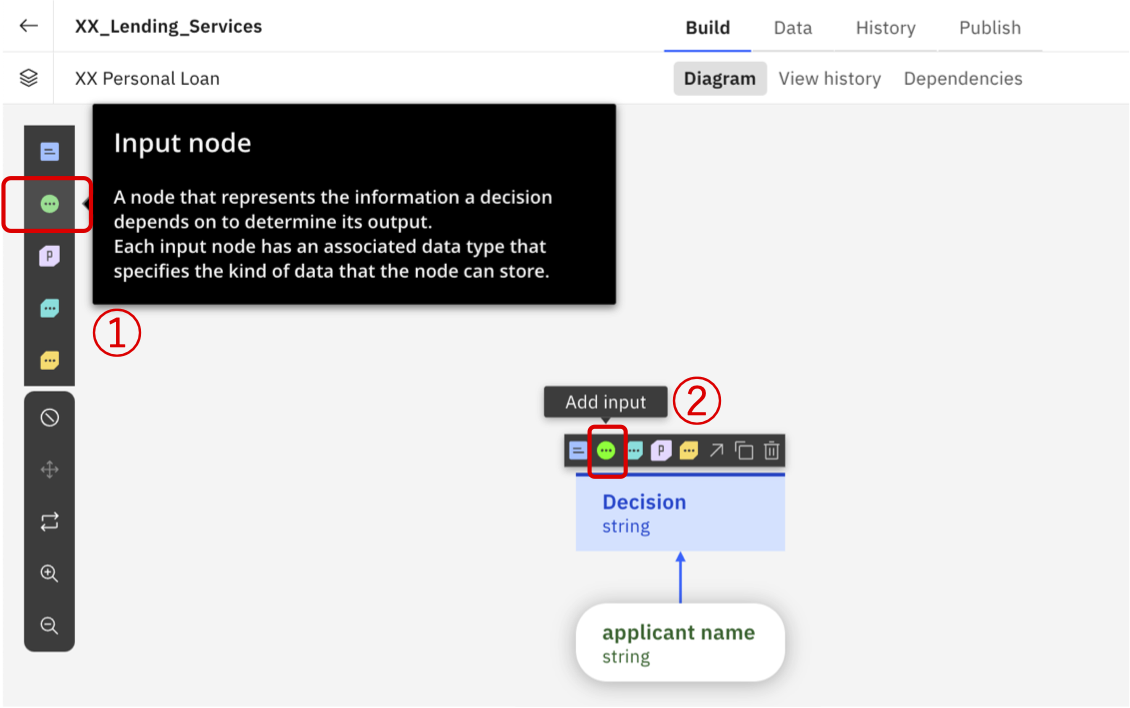 XX_Lending_Services
Build
Data
History
Publish
XX Personal Loan
Diagram
View history
Dependencies
Input node
A node that represents the information a decision
depends on to determine its output.
Each input node has an associated data type that
specifies the kind of data that the node can store.
P
①
Add input
②
P
Decision
string
applicant name
string